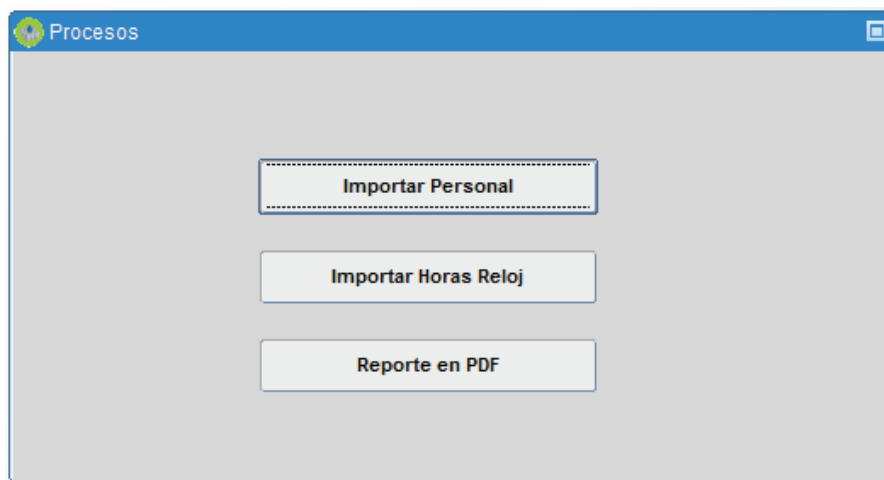 Procesos
Importar Personal
Importar Horas Reloj
Reporte en PDF